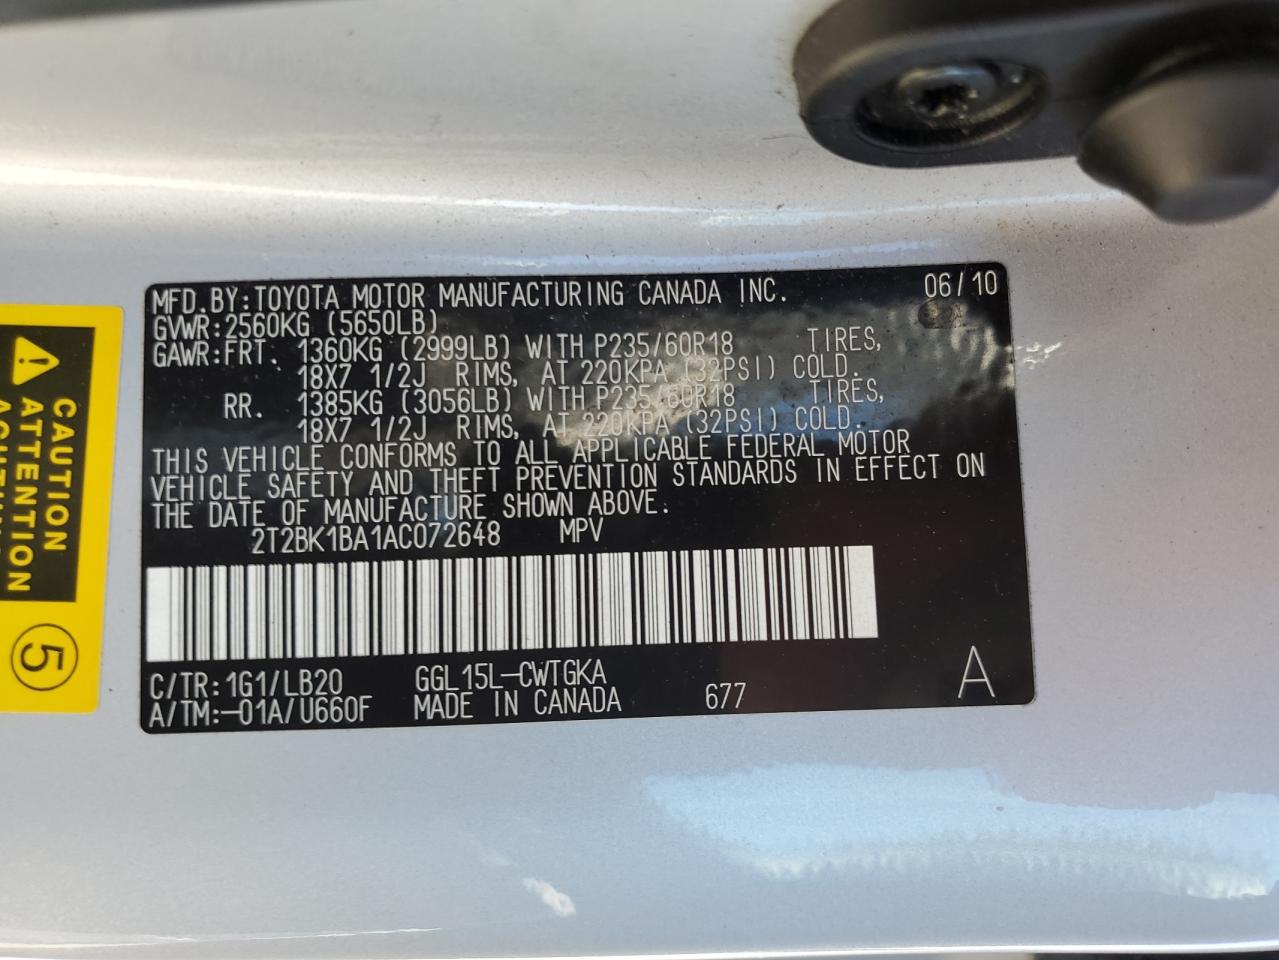 MFD.BY:TOYOTA MOTOR MANUFACTURING CANADA INC. 06/10
GVWR:2560KG (5650LB)
GAWR:FRT. 1360KG (2999LB) WITH P235/60R18 TIRES,
18X7 1/2J RIMS, AT 220KPA (32PSI) COLD.
RR. 1385KG (3056LB) WITH P235/60R18 TIRES,
18X7 1/2J RIMS, AT 220KPA (32PSI) COLD.
THIS VEHICLE CONFORMS TO ALL APPLICABLE FEDERAL MOTOR
VEHICLE SAFETY AND THEFT PREVENTION STANDARDS IN EFFECT ON
THE DATE OF MANUFACTURE SHOWN ABOVE.
2T2BK1BA1AC072648 MPV
C/TR:1G1/LB20 GGL15L-CWTGKA
A/TM:-01A/U660F MADE IN CANADA 677 A
CAUTION
ATTENTION
5